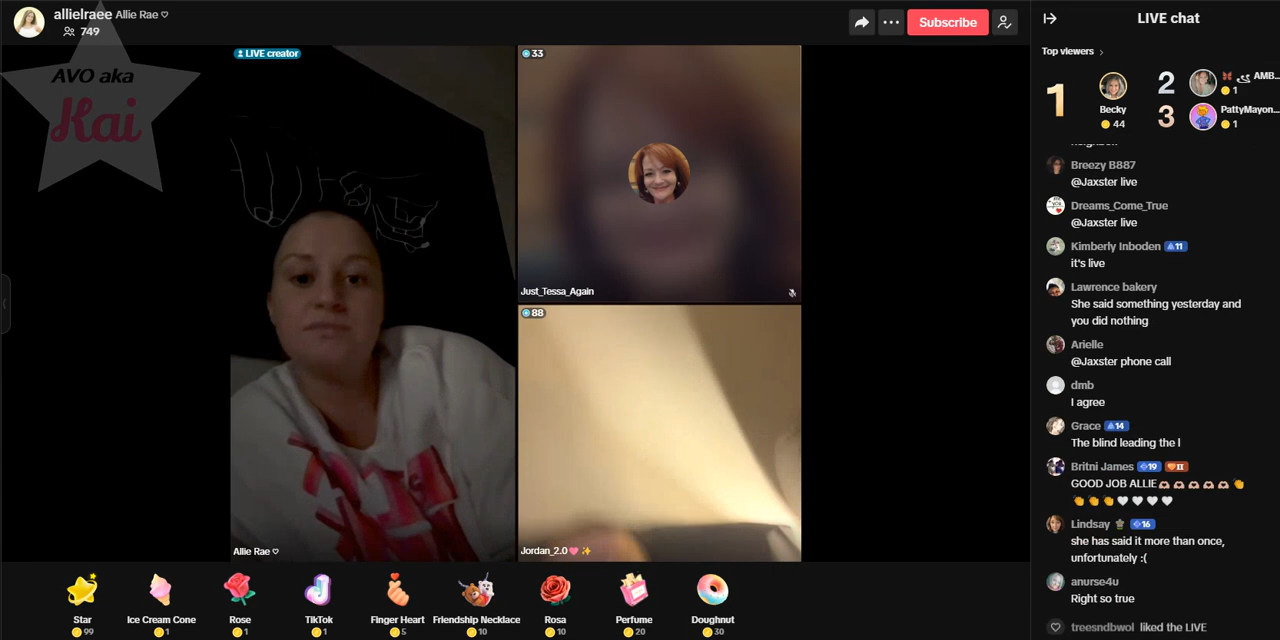 allielraee Allie Rae ♡
749
Subscribe
AVO aka
Kai
LIVE creator
33
Just_Tessa_Again
88
Allie Rae ♡
Jordan_2.0 💗 ✨
Star
99
Ice Cream Cone
1
Rose
1
TikTok
1
Finger Heart
5
Friendship Necklace
10
Rosa
10
Perfume
20
Doughnut
30
LIVE chat
Top viewers >
1
Becky
44
2
AMB...
1
3
PattyMayon...
1
Breezy B887
@Jaxster live
Dreams_Come_True
@Jaxster live
Kimberly Inboden 11
it's live
Lawrence bakery
She said something yesterday and
you did nothing
Arielle
@Jaxster phone call
dmb
I agree
Grace 14
The blind leading the l
Britni James 19 II
GOOD JOB ALLIE 🫶🏼 🫶🏼 🫶🏼 🫶🏼 🫶🏼 👏
👏 👏 👏 🤍 🤍 🤍 🤍
Lindsay 16
she has said it more than once,
unfortunately :(
anurse4u
Right so true
treesndbwol liked the LIVE